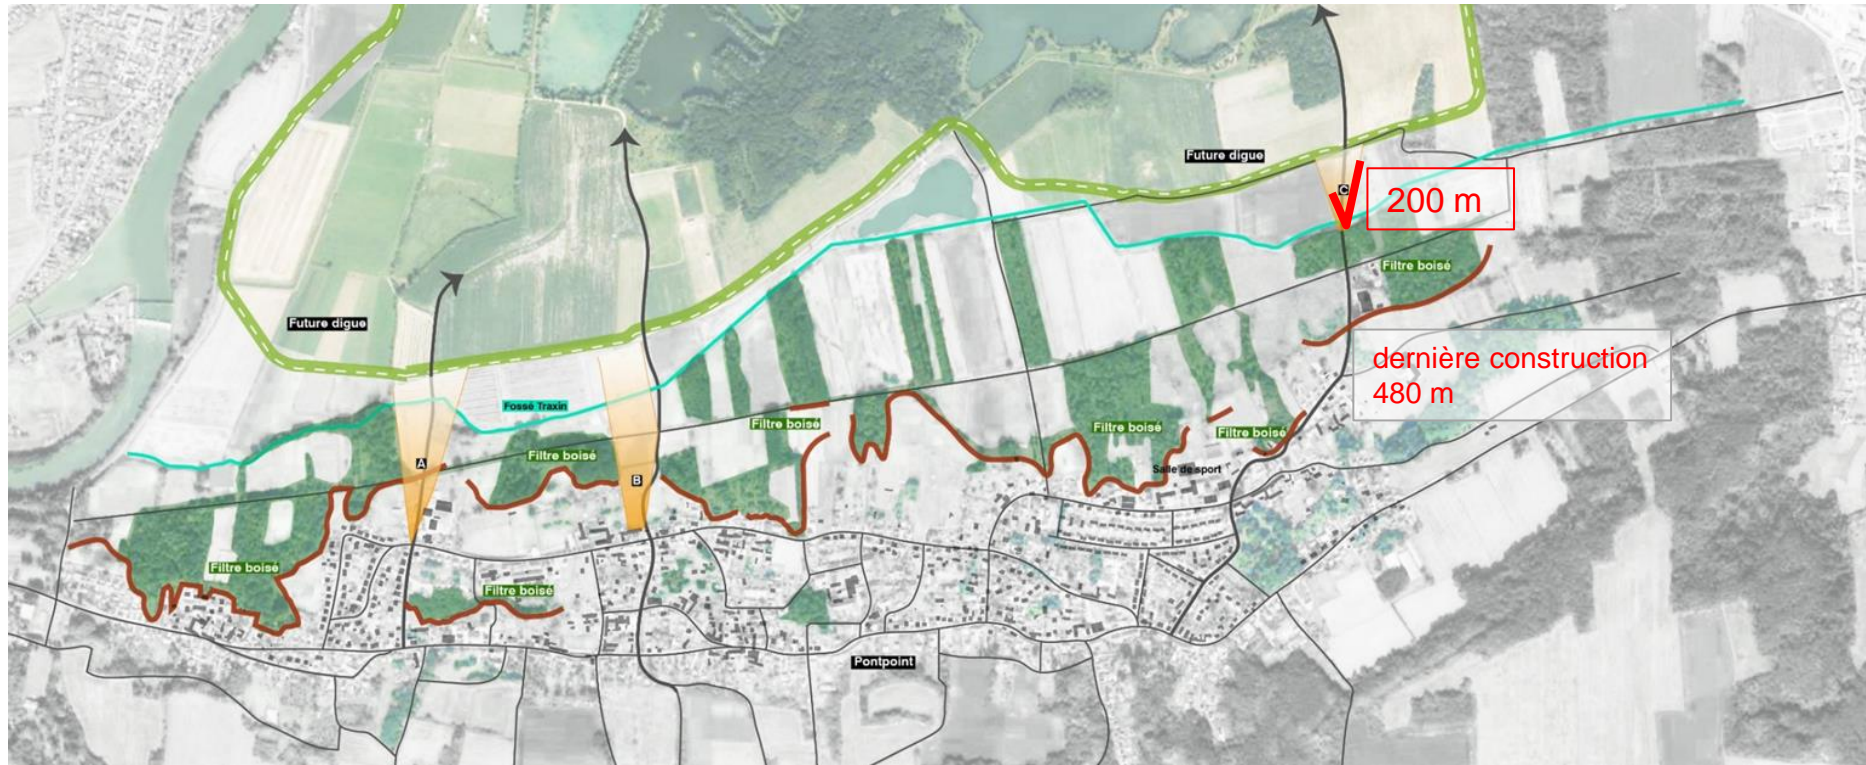 Future digue
C
200 m
Filtre boisé
Future digue
dernière construction
480 m
Fossé Traxin
Filtre boisé
Filtre boisé
Filtre boisé
Filtre boisé
A
B
Salle de sport
Filtre boisé
Filtre boisé
Pontpoint